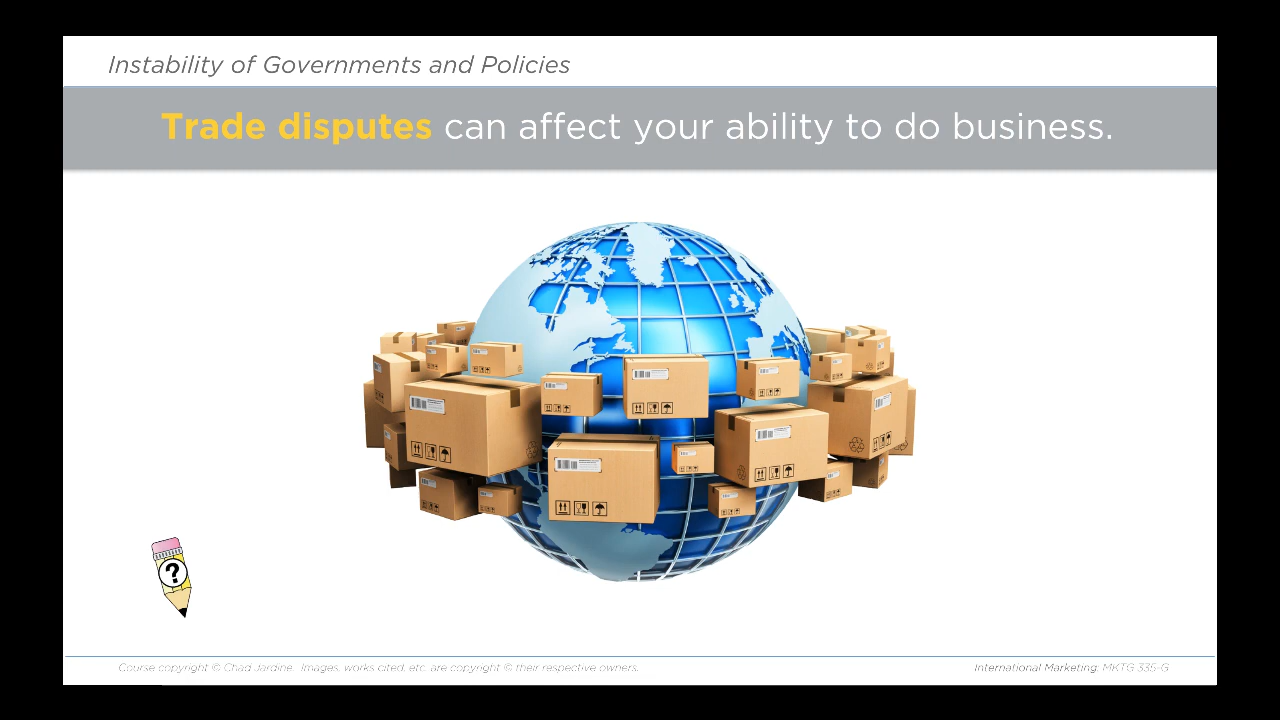 Instability of Governments and Policies
Trade disputes can affect your ability to do business.
?
Course copyright © Chad Jardine. Images, works cited, etc. are copyright © their respective owners.
International Marketing: MKTG 335-G